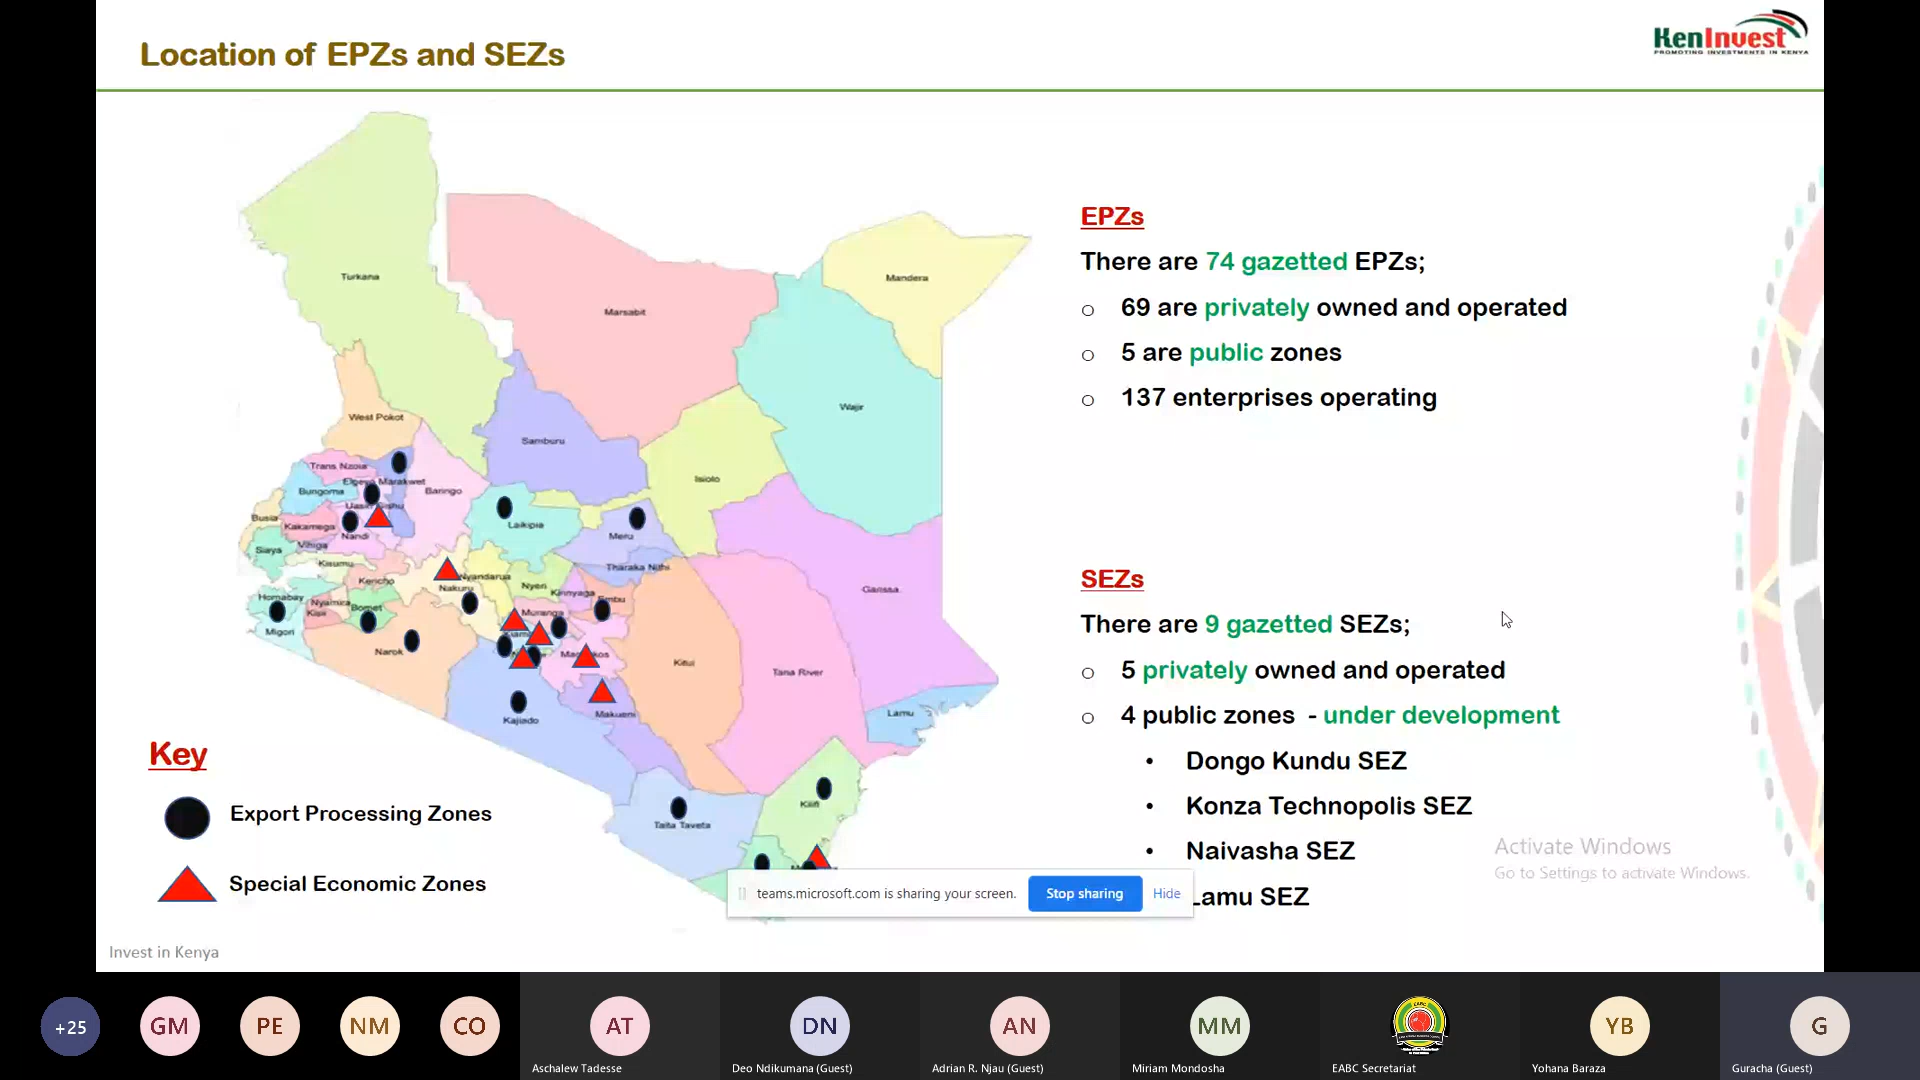 Location of EPZs and SEZs
KenInvest
PROMOTING INVESTMENTS IN KENYA
Turkana
Marsabit
Mandera
Wajir
West Pokot
Samburu
Isiolo
Trans Nzoia
Elgeyo Marakwet
Bungoma
Baringo
Busia
Kakamega
Laikipia
Nandi
Meru
Siaya
Vihiga
Kisumu
Tharaka Nithi
Kericho
Nyandarua
Nakuru
Nyeri
Kirinyaga
Embu
Garissa
Homabay
Nyamira
Kisii
Bomet
Muranga
Migori
Narok
Kitui
Tana River
Kajiado
Makueni
Lamu
Kilifi
Taita Taveta
Key
Export Processing Zones
Special Economic Zones
EPZs
There are 74 gazetted EPZs;
o 69 are privately owned and operated
o 5 are public zones
o 137 enterprises operating
SEZs
There are 9 gazetted SEZs;
o 5 privately owned and operated
o 4 public zones - under development
• Dongo Kundu SEZ
• Konza Technopolis SEZ
• Naivasha SEZ
Lamu SEZ
Activate Windows
Go to Settings to activate Windows.
teams.microsoft.com is sharing your screen.
Stop sharing
Hide
Invest in Kenya
+25
GM
PE
NM
CO
AT
DN
AN
MM
YB
G
Aschalew Tadesse
Deo Ndikumana (Guest)
Adrian R. Njau (Guest)
Miriam Mondosha
EABC Secretariat
Yohana Baraza
Guracha (Guest)